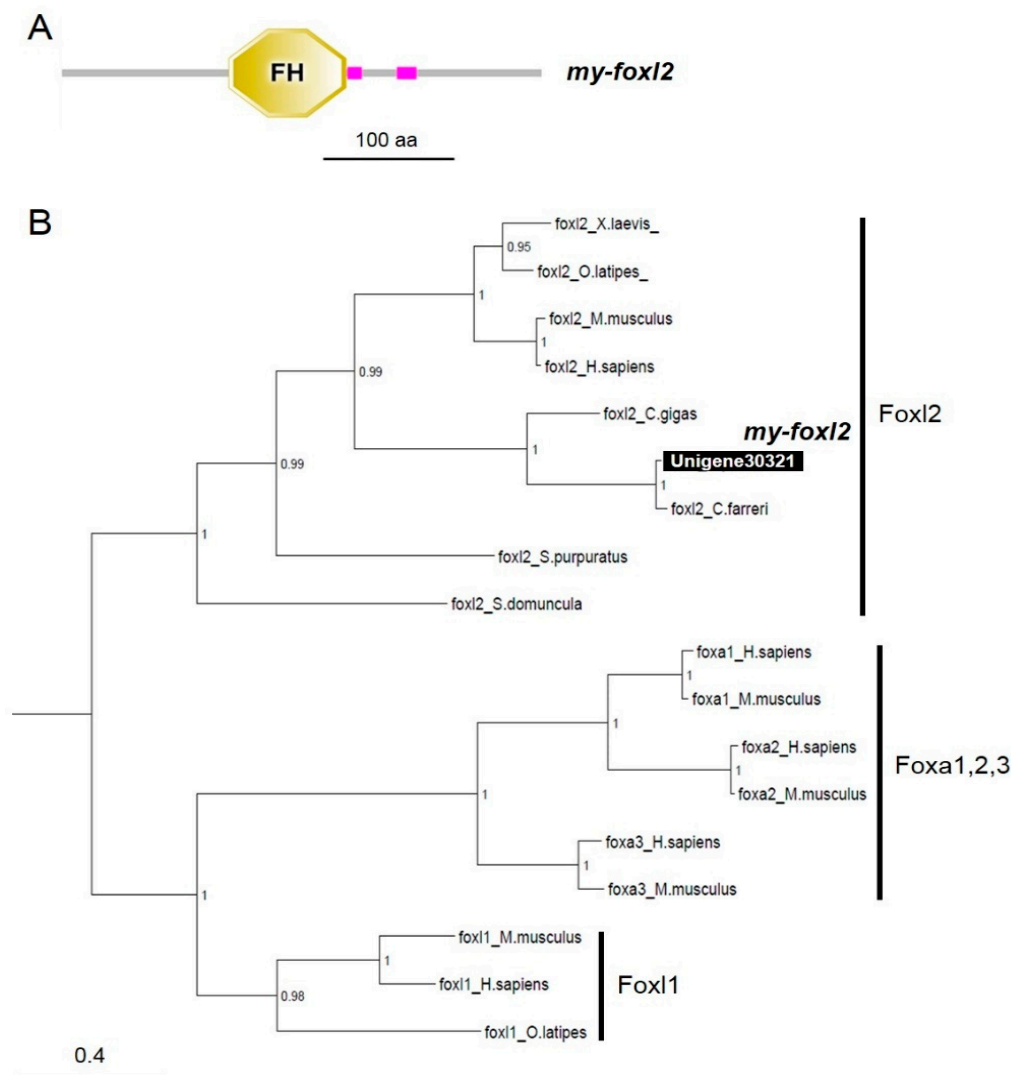 A
FH
my-foxl2
100 aa
B
foxl2_X.laevis_
0.95
foxl2_O.latipes_
1
foxl2_M.musculus
1
foxl2_H.sapiens
0.99
foxl2_C.gigas
Foxl2
my-foxl2
1
Unigene30321
0.99
1
foxl2_C.farreri
1
foxl2_S.purpuratus
foxl2_S.domuncula
foxa1_H.sapiens
1
foxa1_M.musculus
1
foxa2_H.sapiens
Foxa1,2,3
1
foxa2_M.musculus
1
foxa3_H.sapiens
1
foxa3_M.musculus
1
foxl1_M.musculus
1
foxl1_H.sapiens
Foxl1
0.98
foxl1_O.latipes
0.4